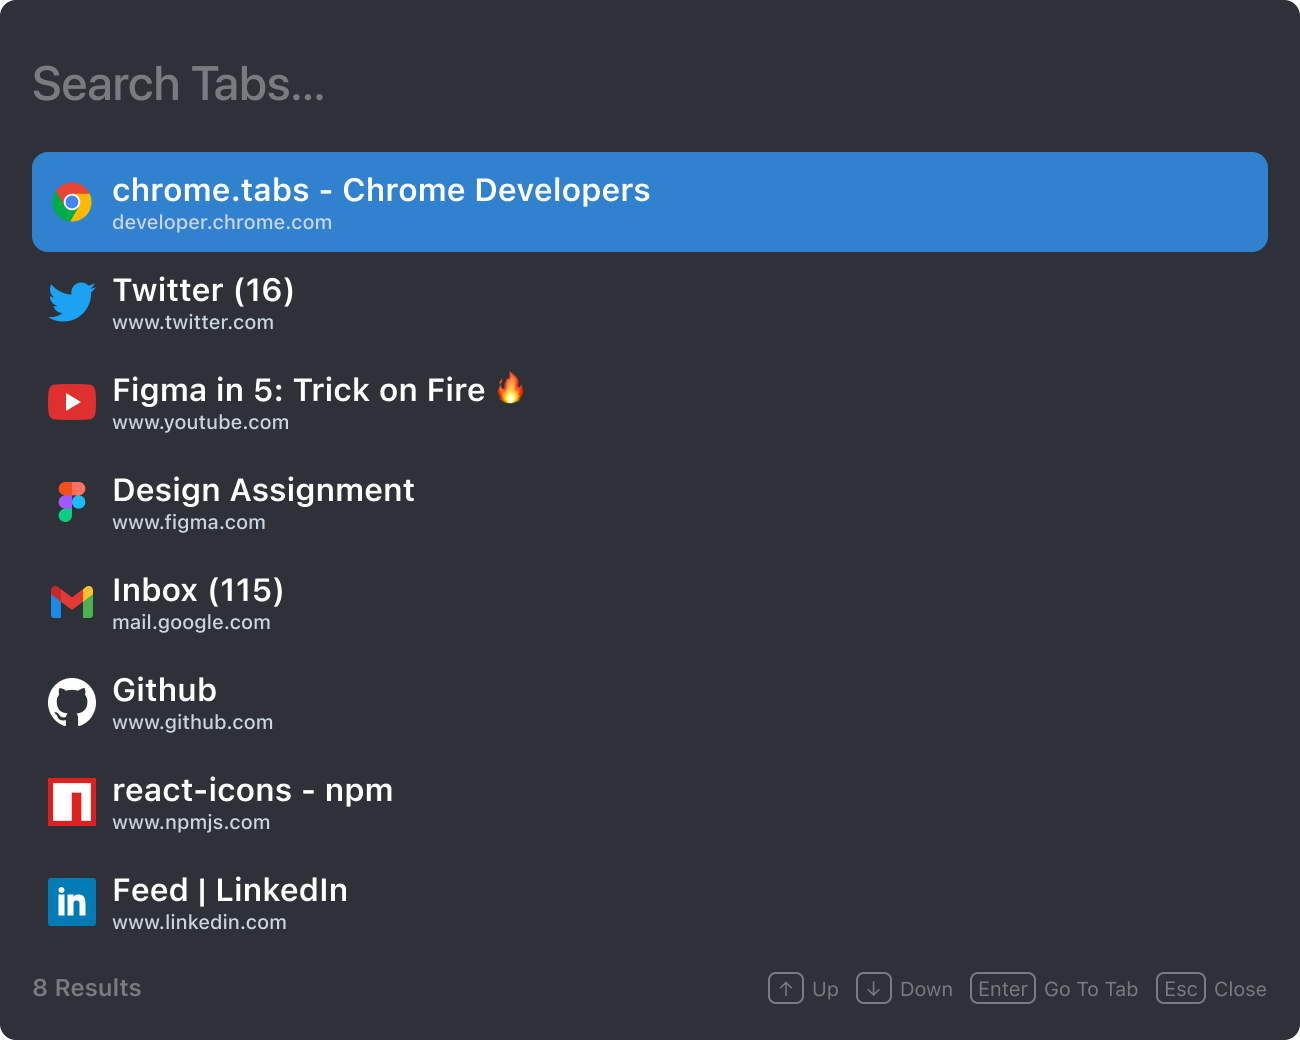 Search Tabs...
chrome.tabs - Chrome Developers
developer.chrome.com
Twitter (16)
www.twitter.com
Figma in 5: Trick on Fire 🔥
www.youtube.com
Design Assignment
www.figma.com
Inbox (115)
mail.google.com
Github
www.github.com
react-icons - npm
www.npmjs.com
in
Feed | LinkedIn
www.linkedin.com
8 Results
↑ Up ↓ Down Enter Go To Tab Esc Close